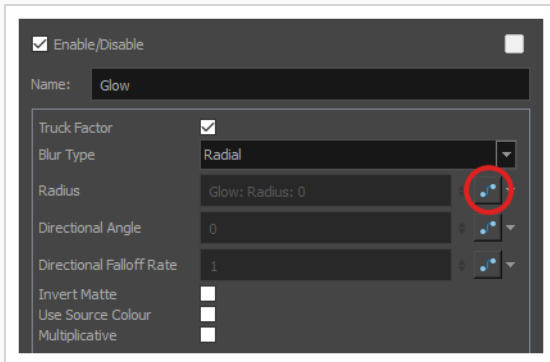 Enable/Disable
Name: Glow
Truck Factor
Blur Type Radial
Radius Glow: Radius: 0
Directional Angle 0
Directional Falloff Rate 1
Invert Matte
Use Source Colour
Multiplicative